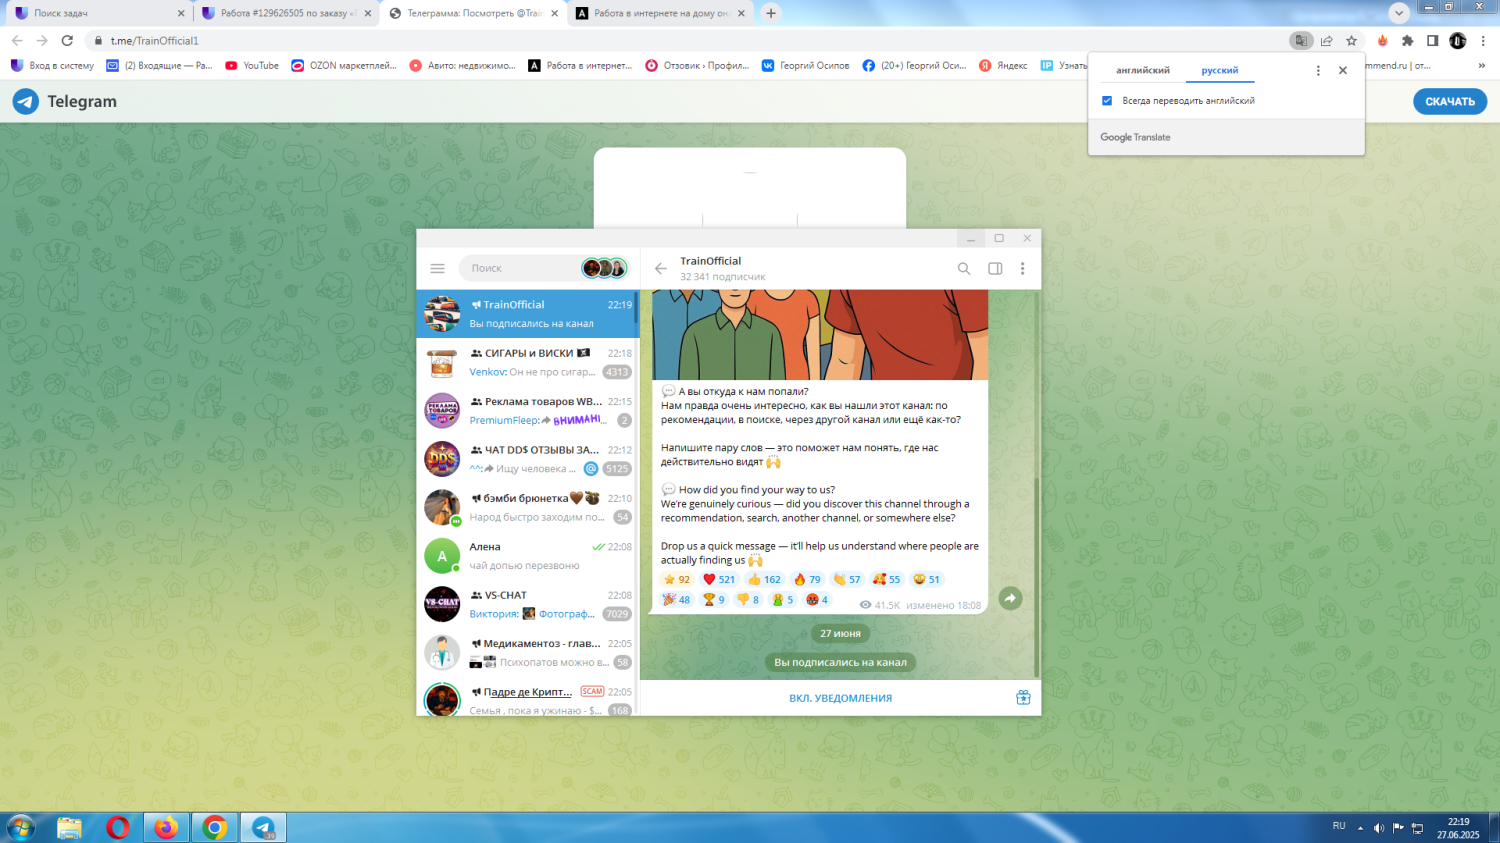 Поиск задач
Работа #129626505 по заказу «
Телеграмма: Посмотреть @Train
Работа в интернете на дому он
t.me/TrainOfficial1
Вход в систему
(2) Входящие — Ра...
YouTube
OZON маркетплей...
Авито: недвижимо...
Работа в интернет...
Отзовик › Профил...
Георгий Осипов
(20+) Георгий Оси...
Яндекс
Узнать
mmend.ru | от...
»
английский
русский
Всегда переводить английский
Google Translate
Telegram
СКАЧАТЬ
Поиск
TrainOfficial 22:19
Вы подписались на канал
СИГАРЫ и ВИСКИ 22:18
Venkov: Он не про сигар... 4313
РЕКЛАМА ТОВАРОВ
Реклама товаров WB... 22:15
PremiumFleep: ВНИМАНІ... 2
DDS
ЧАТ DD$ ОТЗЫВЫ ЗА... 22:12
^^: Ищу человека ... @ 5125
бэмби брюнетка 22:10
Народ быстро заходим по... 54
А
Алена 22:08
чай допью перезвоню
VS-CHAT
VS-CHAT 22:08
Виктория: Фотограф... 7029
Медикаментоз - глав... 22:05
Психопатов можно в... 58
Падре де Крипт... SCAM 22:05
Семья , пока я ужинаю - $... 168
TrainOfficial
32 341 подписчик
А вы откуда к нам попали?
Нам правда очень интересно, как вы нашли этот канал: по
рекомендации, в поиске, через другой канал или ещё как-то?
Напишите пару слов — это поможет нам понять, где нас
действительно видят
How did you find your way to us?
We're genuinely curious — did you discover this channel through a
recommendation, search, another channel, or somewhere else?
Drop us a quick message — it'll help us understand where people are
actually finding us
92 521 162 79 57 55 51
48 9 8 5 4
41.5K изменено 18:08
27 июня
Вы подписались на канал
ВКЛ. УВЕДОМЛЕНИЯ
39
RU
22:19
27.06.2025